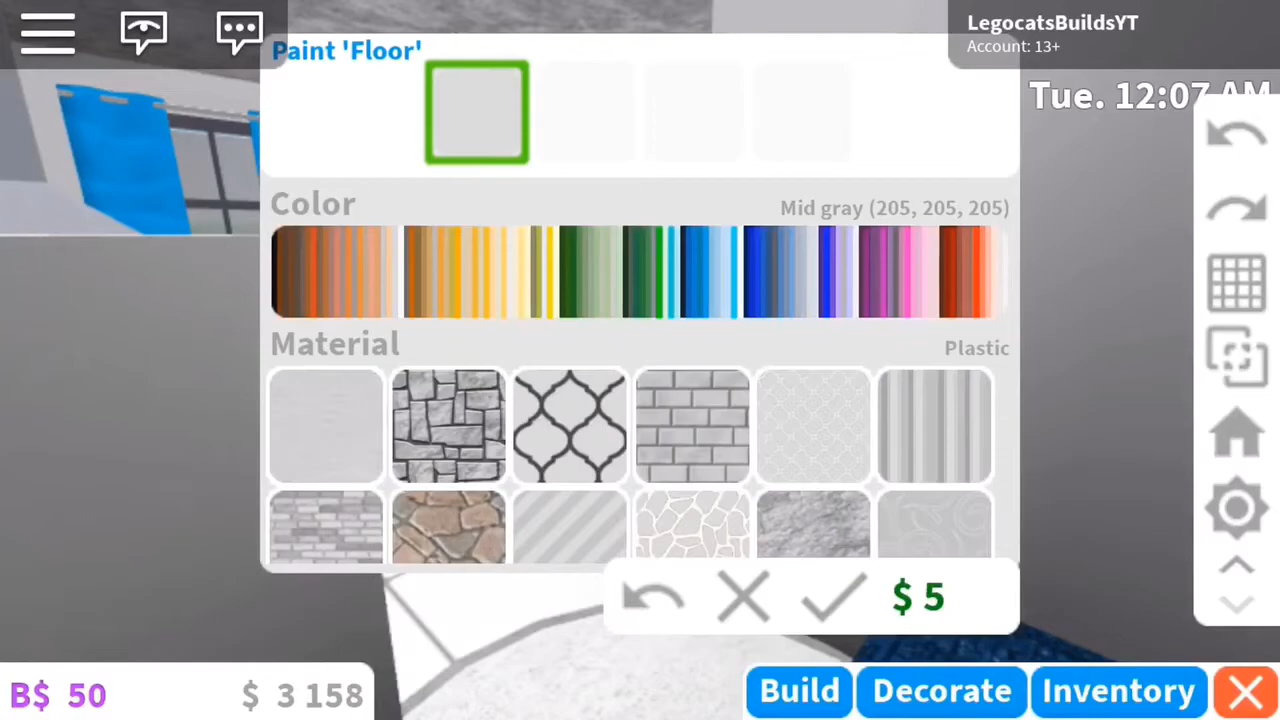 LegocatsBuildsYT
Account: 13+
Paint 'Floor'
Tue. 12:07 AM
Color
Mid gray (205, 205, 205)
Material
Plastic
$ 5
B$ 50
$ 3 158
Build
Decorate
Inventory